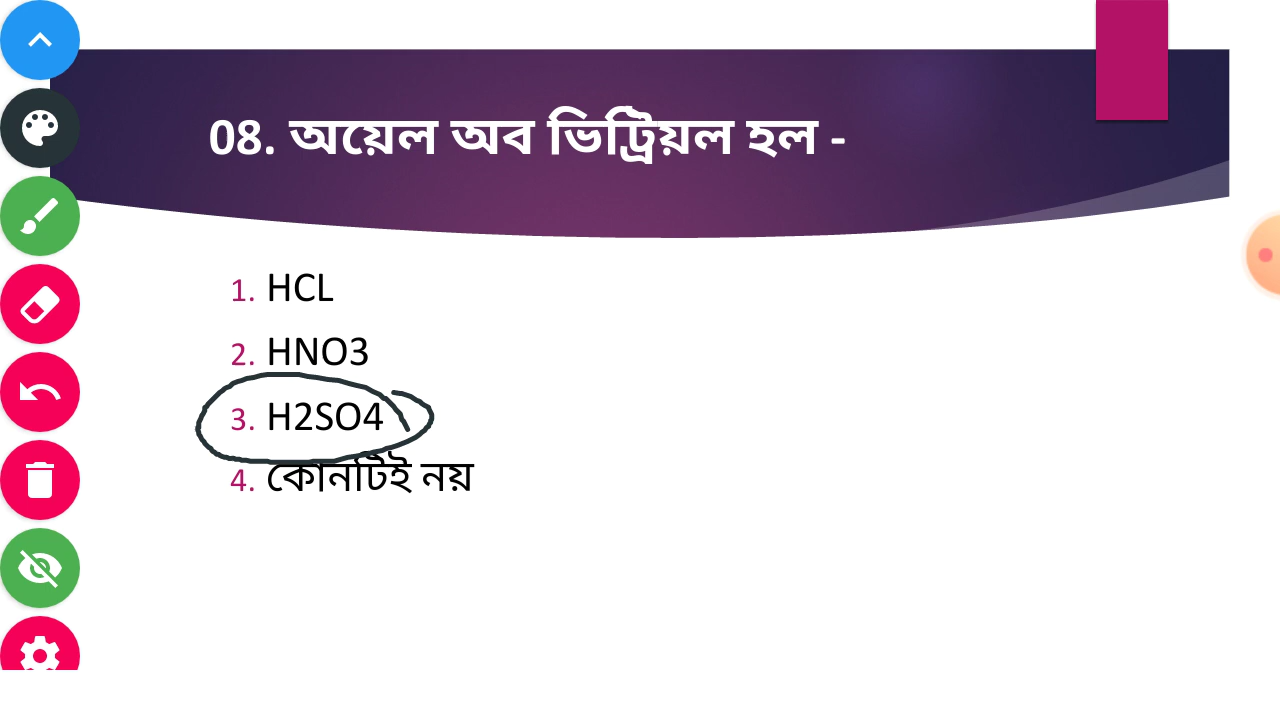 08. অয়েল অব ভিট্রিয়ল হল -
1. HCL
2. HNO3
3. H2SO4
4. কোনটিই নয়